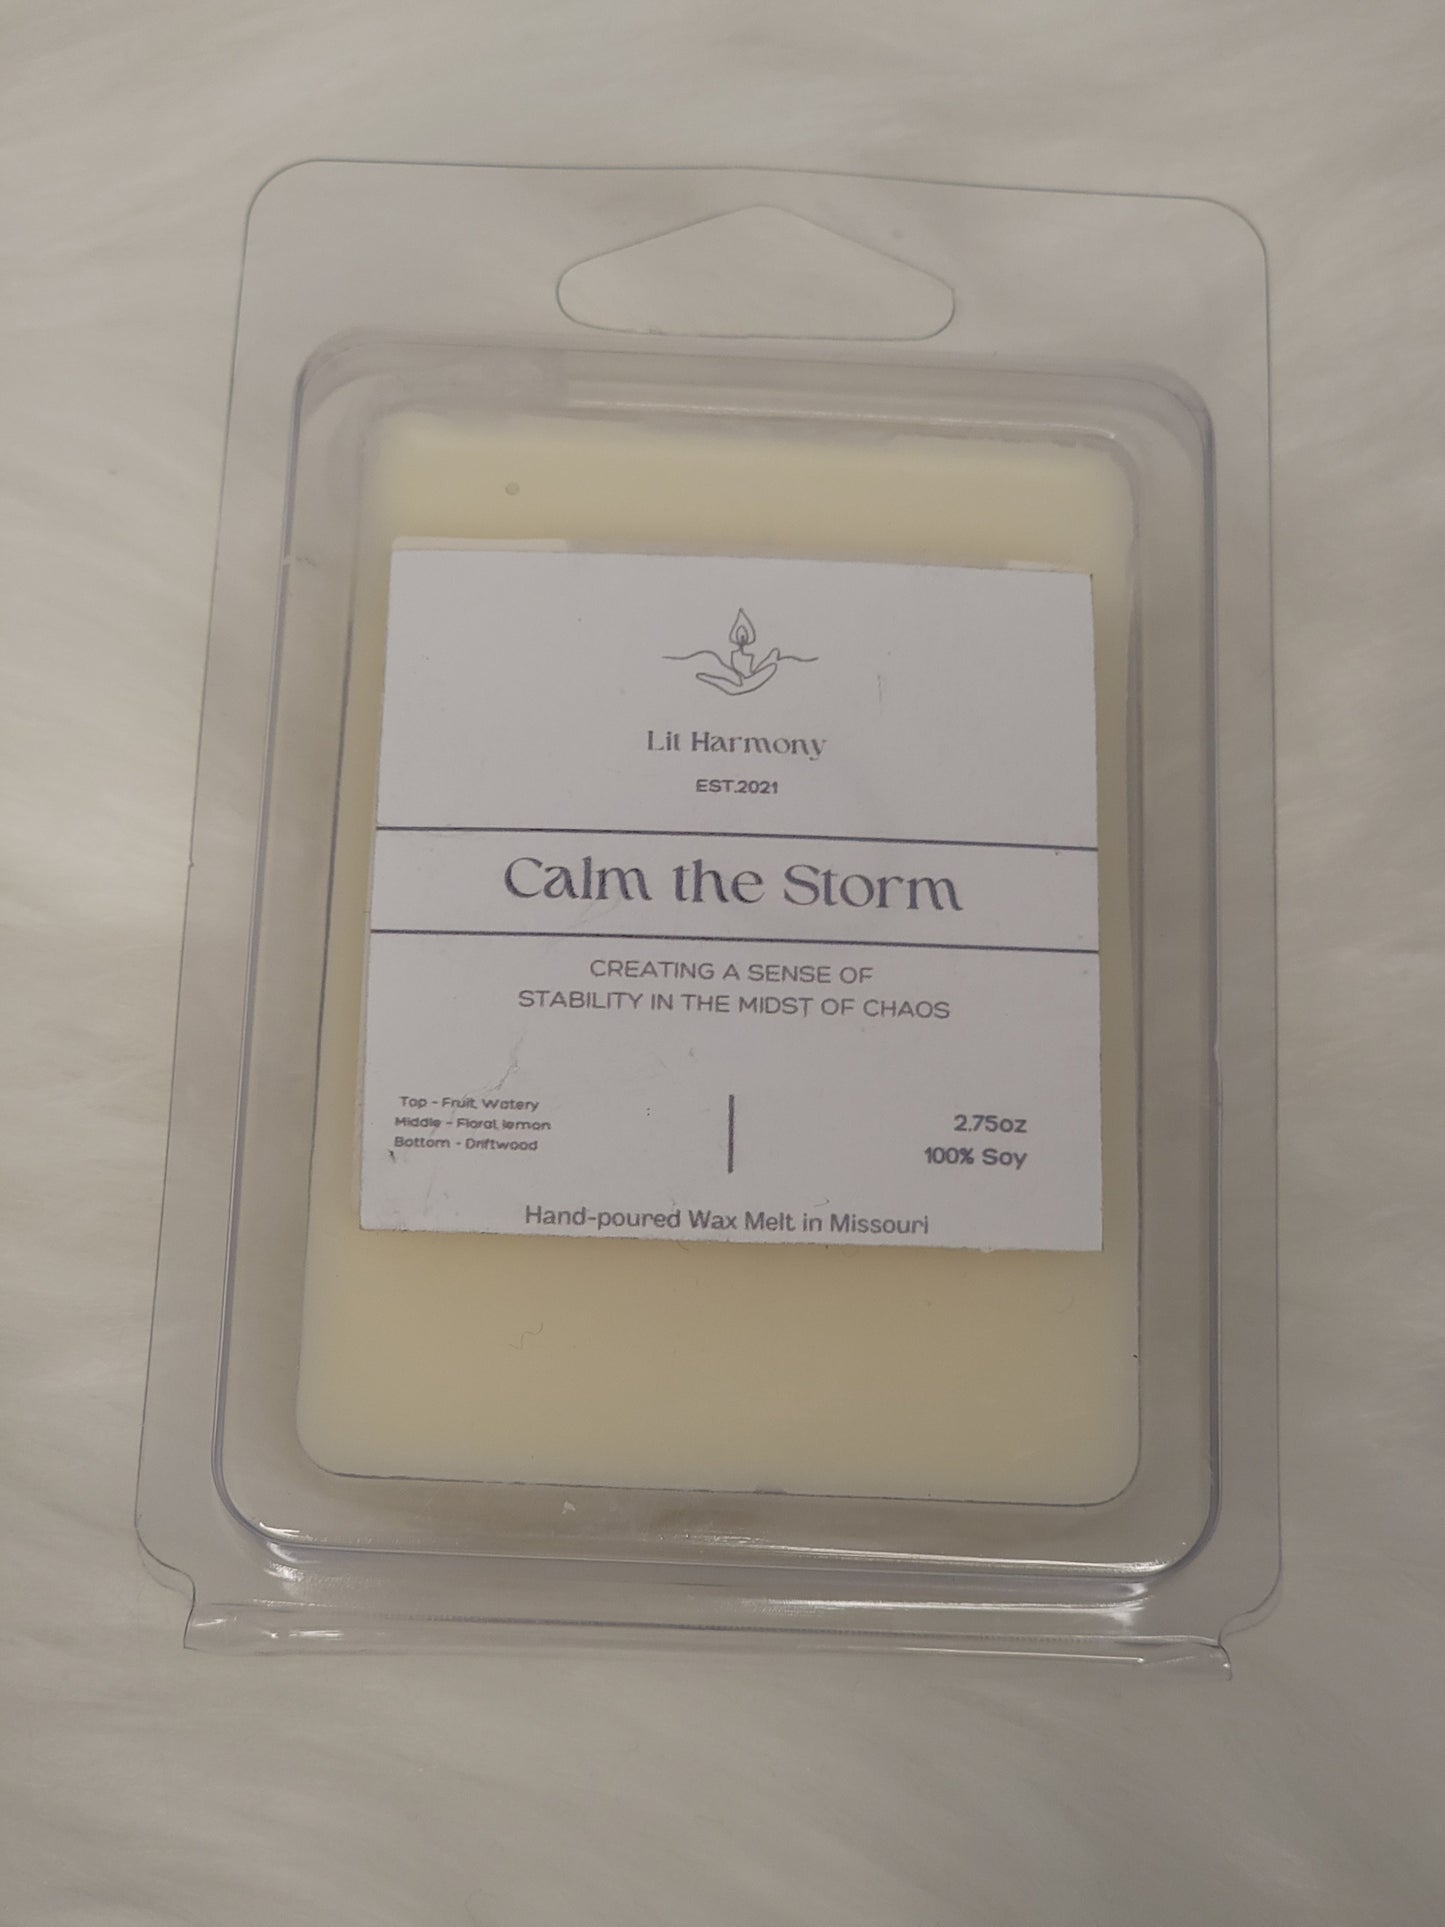 Lit Harmony
EST.2021
Calm the Storm
CREATING A SENSE OF
STABILITY IN THE MIDST OF CHAOS
Top - Fruit, Watery
Middle - Floral, lemon
Bottom - Driftwood
2.75oz
100% Soy
Hand-poured Wax Melt in Missouri